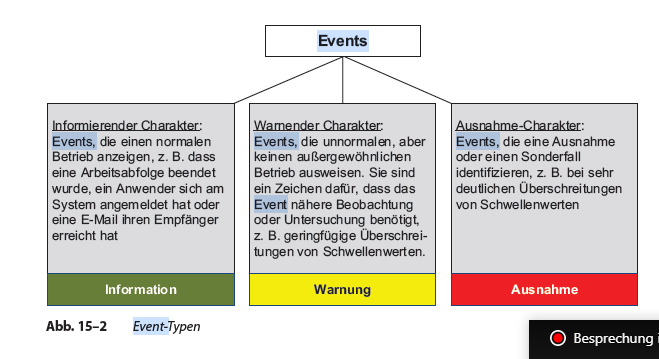 Events
Informierender Charakter:
Events, die einen normalen
Betrieb anzeigen, z. B. dass
eine Arbeitsabfolge beendet
wurde, ein Anwender sich am
System angemeldet hat oder
eine E-Mail ihren Empfänger
erreicht hat
Information
Warnender Charakter:
Events, die unnormalen, aber
keinen außergewöhnlichen
Betrieb ausweisen. Sie sind
ein Zeichen dafür, dass das
Event nähere Beobachtung
oder Untersuchung benötigt,
z. B. geringfügige Überschrei-
tungen von Schwellenwerten.
Warnung
Ausnahme-Charakter:
Events, die eine Ausnahme
oder einen Sonderfall
identifizieren, z. B. bei sehr
deutlichen Überschreitungen
von Schwellenwerten
Ausnahme
Abb. 15–2 Event-Typen
Besprechung